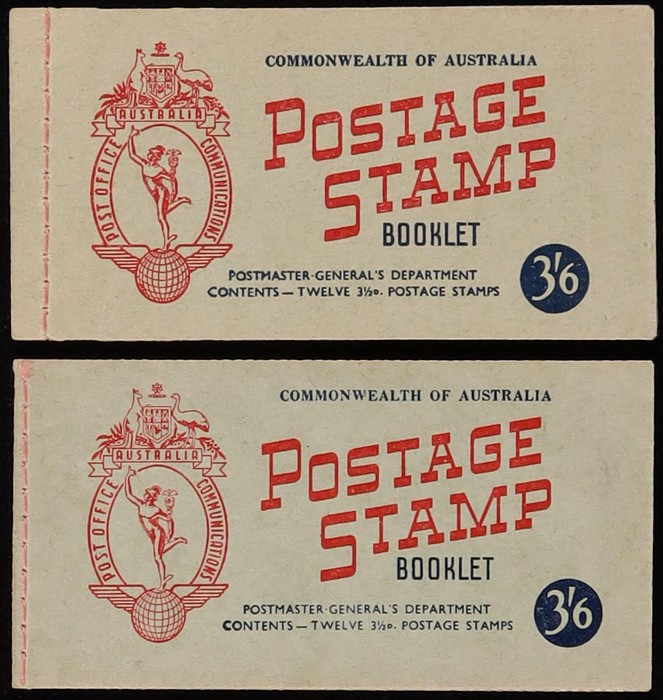 COMMONWEALTH OF AUSTRALIA
POSTAGE
STAMP
BOOKLET
POSTMASTER-GENERAL'S DEPARTMENT
CONTENTS — TWELVE 3½D. POSTAGE STAMPS
3/6
AUSTRALIA
POST OFFICE
COMMUNICATIONS
COMMONWEALTH OF AUSTRALIA
POSTAGE
STAMP
BOOKLET
POSTMASTER-GENERAL'S DEPARTMENT
CONTENTS — TWELVE 3½D. POSTAGE STAMPS
3/6
AUSTRALIA
POST OFFICE
COMMUNICATIONS